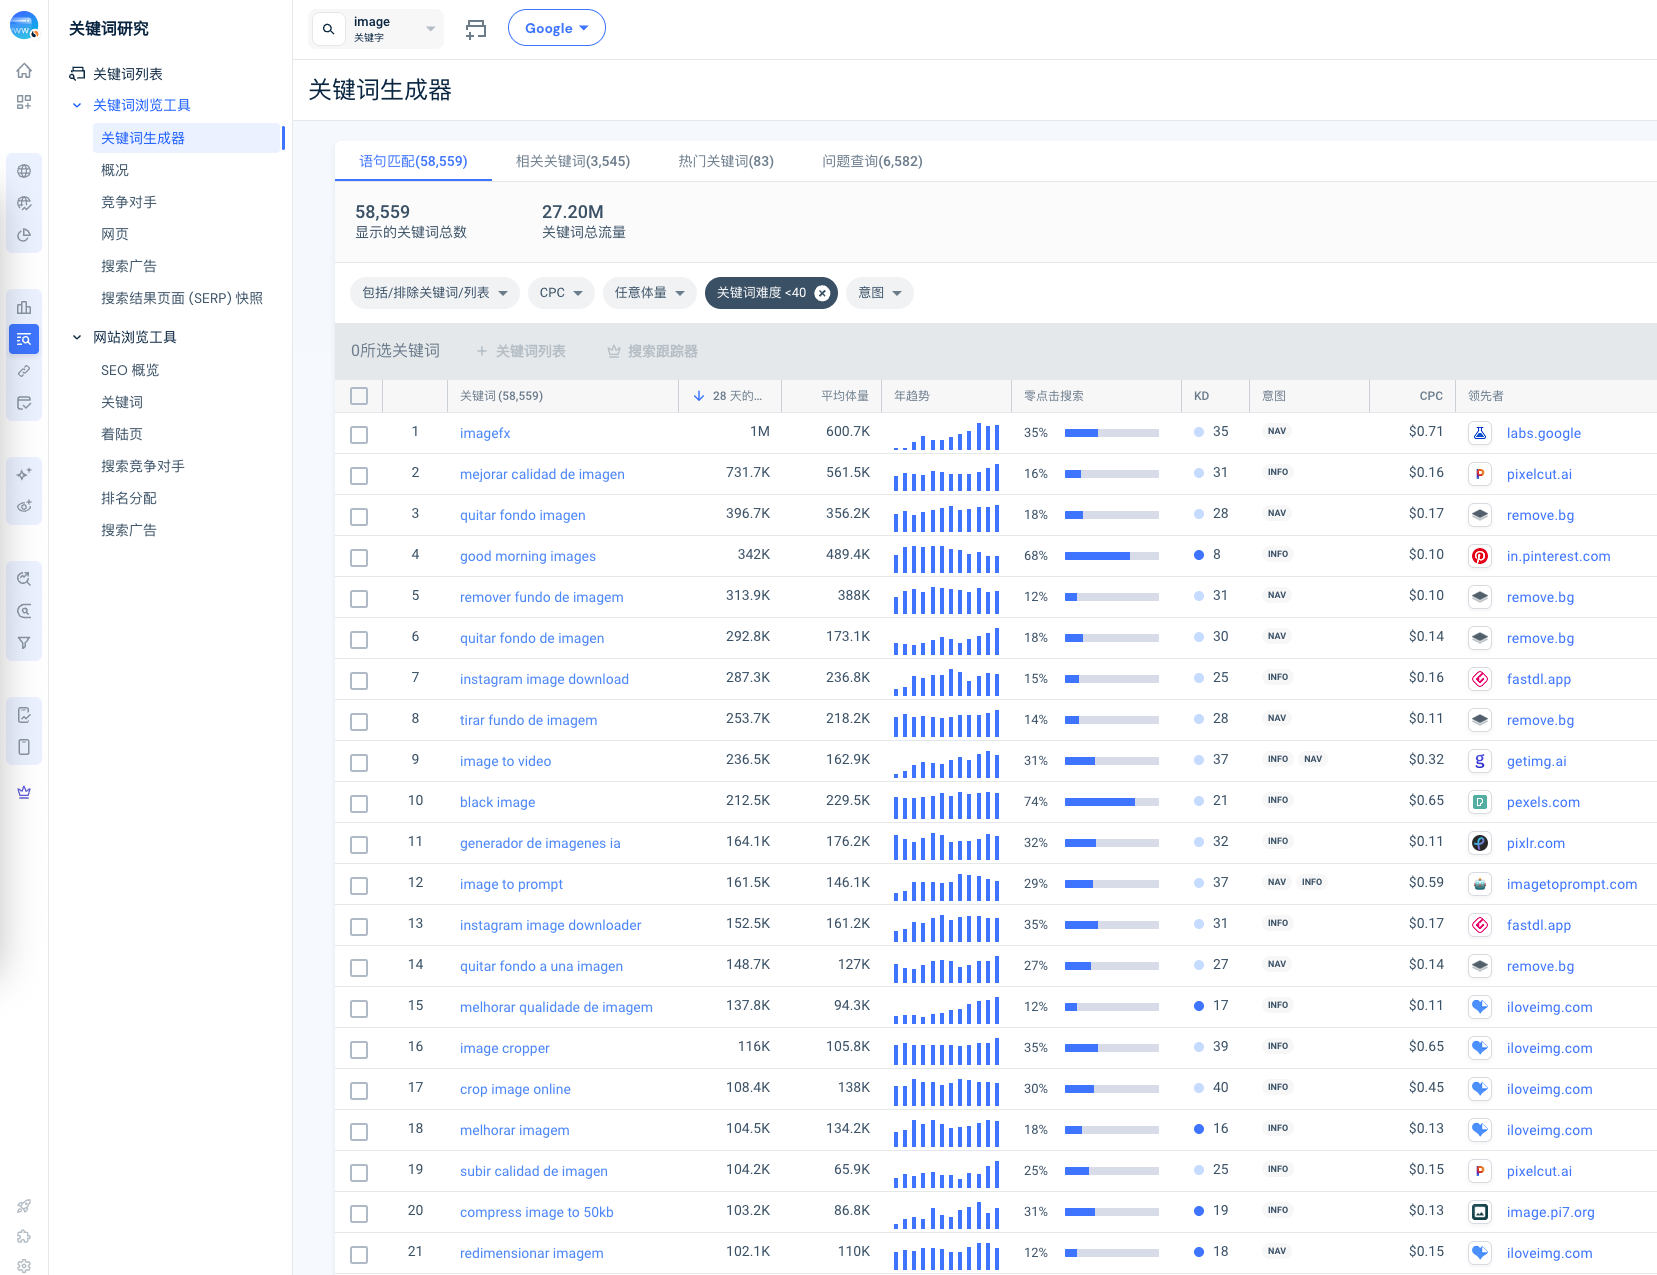 关键词研究
关键词列表
关键词浏览工具
关键词生成器
概况
竞争对手
网页
搜索广告
搜索结果页面 (SERP) 快照
网站浏览工具
SEO 概览
关键词
着陆页
搜索竞争对手
排名分配
搜索广告
image
关键字
Google
关键词生成器
语句匹配(58,559) 相关关键词(3,545) 热门关键词(83) 问题查询(6,582)
58,559 27.20M
显示的关键词总数 关键词总流量
包括/排除关键词/列表 CPC 任意体量 关键词难度 <40 意图
0所选关键词 + 关键词列表 搜索跟踪器
关键词 (58,559) 28 天的... 平均体量 年趋势 零点击搜索 KD 意图 CPC 领先者
1 imagefx 1M 600.7K 35% 35 NAV $0.71 labs.google
2 mejorar calidad de imagen 731.7K 561.5K 16% 31 INFO $0.16 pixelcut.ai
3 quitar fondo imagen 396.7K 356.2K 18% 28 NAV $0.17 remove.bg
4 good morning images 342K 489.4K 68% 8 INFO $0.10 in.pinterest.com
5 remover fundo de imagem 313.9K 388K 12% 31 NAV $0.10 remove.bg
6 quitar fondo de imagen 292.8K 173.1K 18% 30 NAV $0.14 remove.bg
7 instagram image download 287.3K 236.8K 15% 25 INFO $0.16 fastdl.app
8 tirar fundo de imagem 253.7K 218.2K 14% 28 NAV $0.11 remove.bg
9 image to video 236.5K 162.9K 31% 37 INFO NAV $0.32 getimg.ai
10 black image 212.5K 229.5K 74% 21 INFO $0.65 pexels.com
11 generador de imagenes ia 164.1K 176.2K 32% 32 INFO $0.11 pixlr.com
12 image to prompt 161.5K 146.1K 29% 37 NAV INFO $0.59 imagetoprompt.com
13 instagram image downloader 152.5K 161.2K 35% 31 INFO $0.17 fastdl.app
14 quitar fondo a una imagen 148.7K 127K 27% 27 NAV $0.14 remove.bg
15 melhorar qualidade de imagem 137.8K 94.3K 12% 17 INFO $0.11 iloveimg.com
16 image cropper 116K 105.8K 35% 39 INFO $0.65 iloveimg.com
17 crop image online 108.4K 138K 30% 40 INFO $0.45 iloveimg.com
18 melhorar imagem 104.5K 134.2K 18% 16 INFO $0.13 iloveimg.com
19 subir calidad de imagen 104.2K 65.9K 25% 25 INFO $0.15 pixelcut.ai
20 compress image to 50kb 103.2K 86.8K 31% 19 INFO $0.13 image.pi7.org
21 redimensionar imagem 102.1K 110K 12% 18 NAV $0.15 iloveimg.com